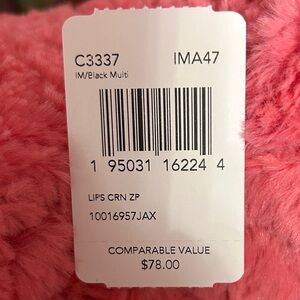 C3337 IMA47
IM/Black Multi
1 95031 16224 4
LIPS CRN ZP
10016957JAX
COMPARABLE VALUE
$78.00